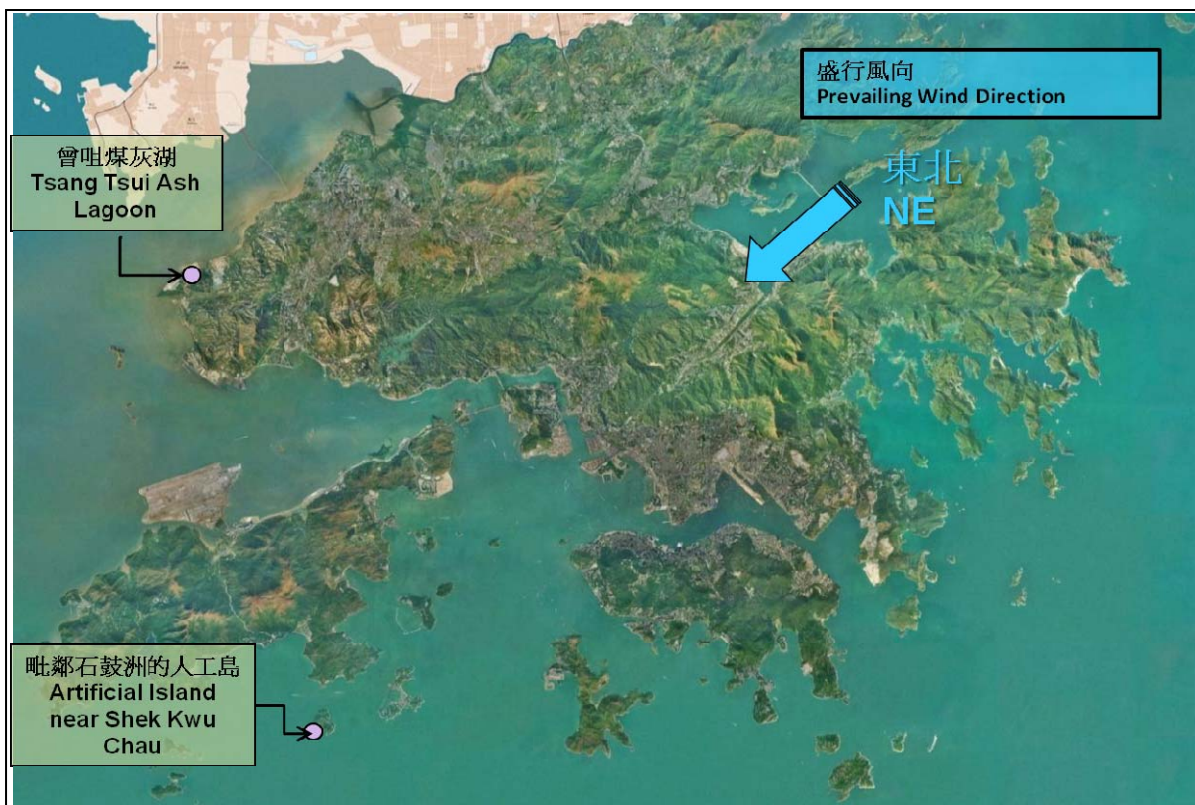 盛行風向
Prevailing Wind Direction
曾咀煤灰湖
Tsang Tsui Ash
Lagoon
東北
NE
毗鄰石鼓洲的人工島
Artificial Island
near Shek Kwu
Chau